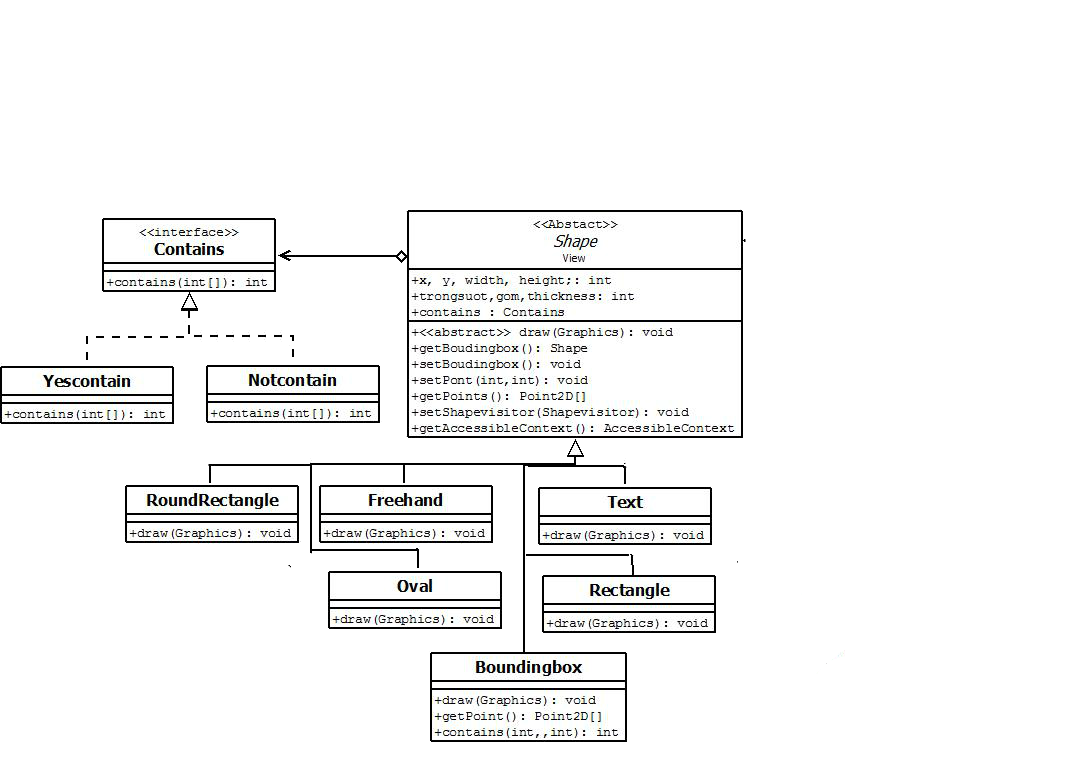 <<interface>>
Contains
+contains(int[]): int
Yescontain
+contains(int[]): int
Notcontain
+contains(int[]): int
<<Abstact>>
Shape
View
+x, y, width, height;: int
+trongsuot,gom,thickness: int
+contains : Contains
+<<abstract>> draw(Graphics): void
+getBoudingbox(): Shape
+setBoudingbox(): void
+setPont(int,int): void
+getPoints(): Point2D[]
+setShapevisitor(Shapevisitor): void
+getAccessibleContext(): AccessibleContext
RoundRectangle
+draw(Graphics): void
Freehand
+draw(Graphics): void
Text
+draw(Graphics): void
Oval
+draw(Graphics): void
Rectangle
+draw(Graphics): void
Boundingbox
+draw(Graphics): void
+getPoint(): Point2D[]
+contains(int,,int): int